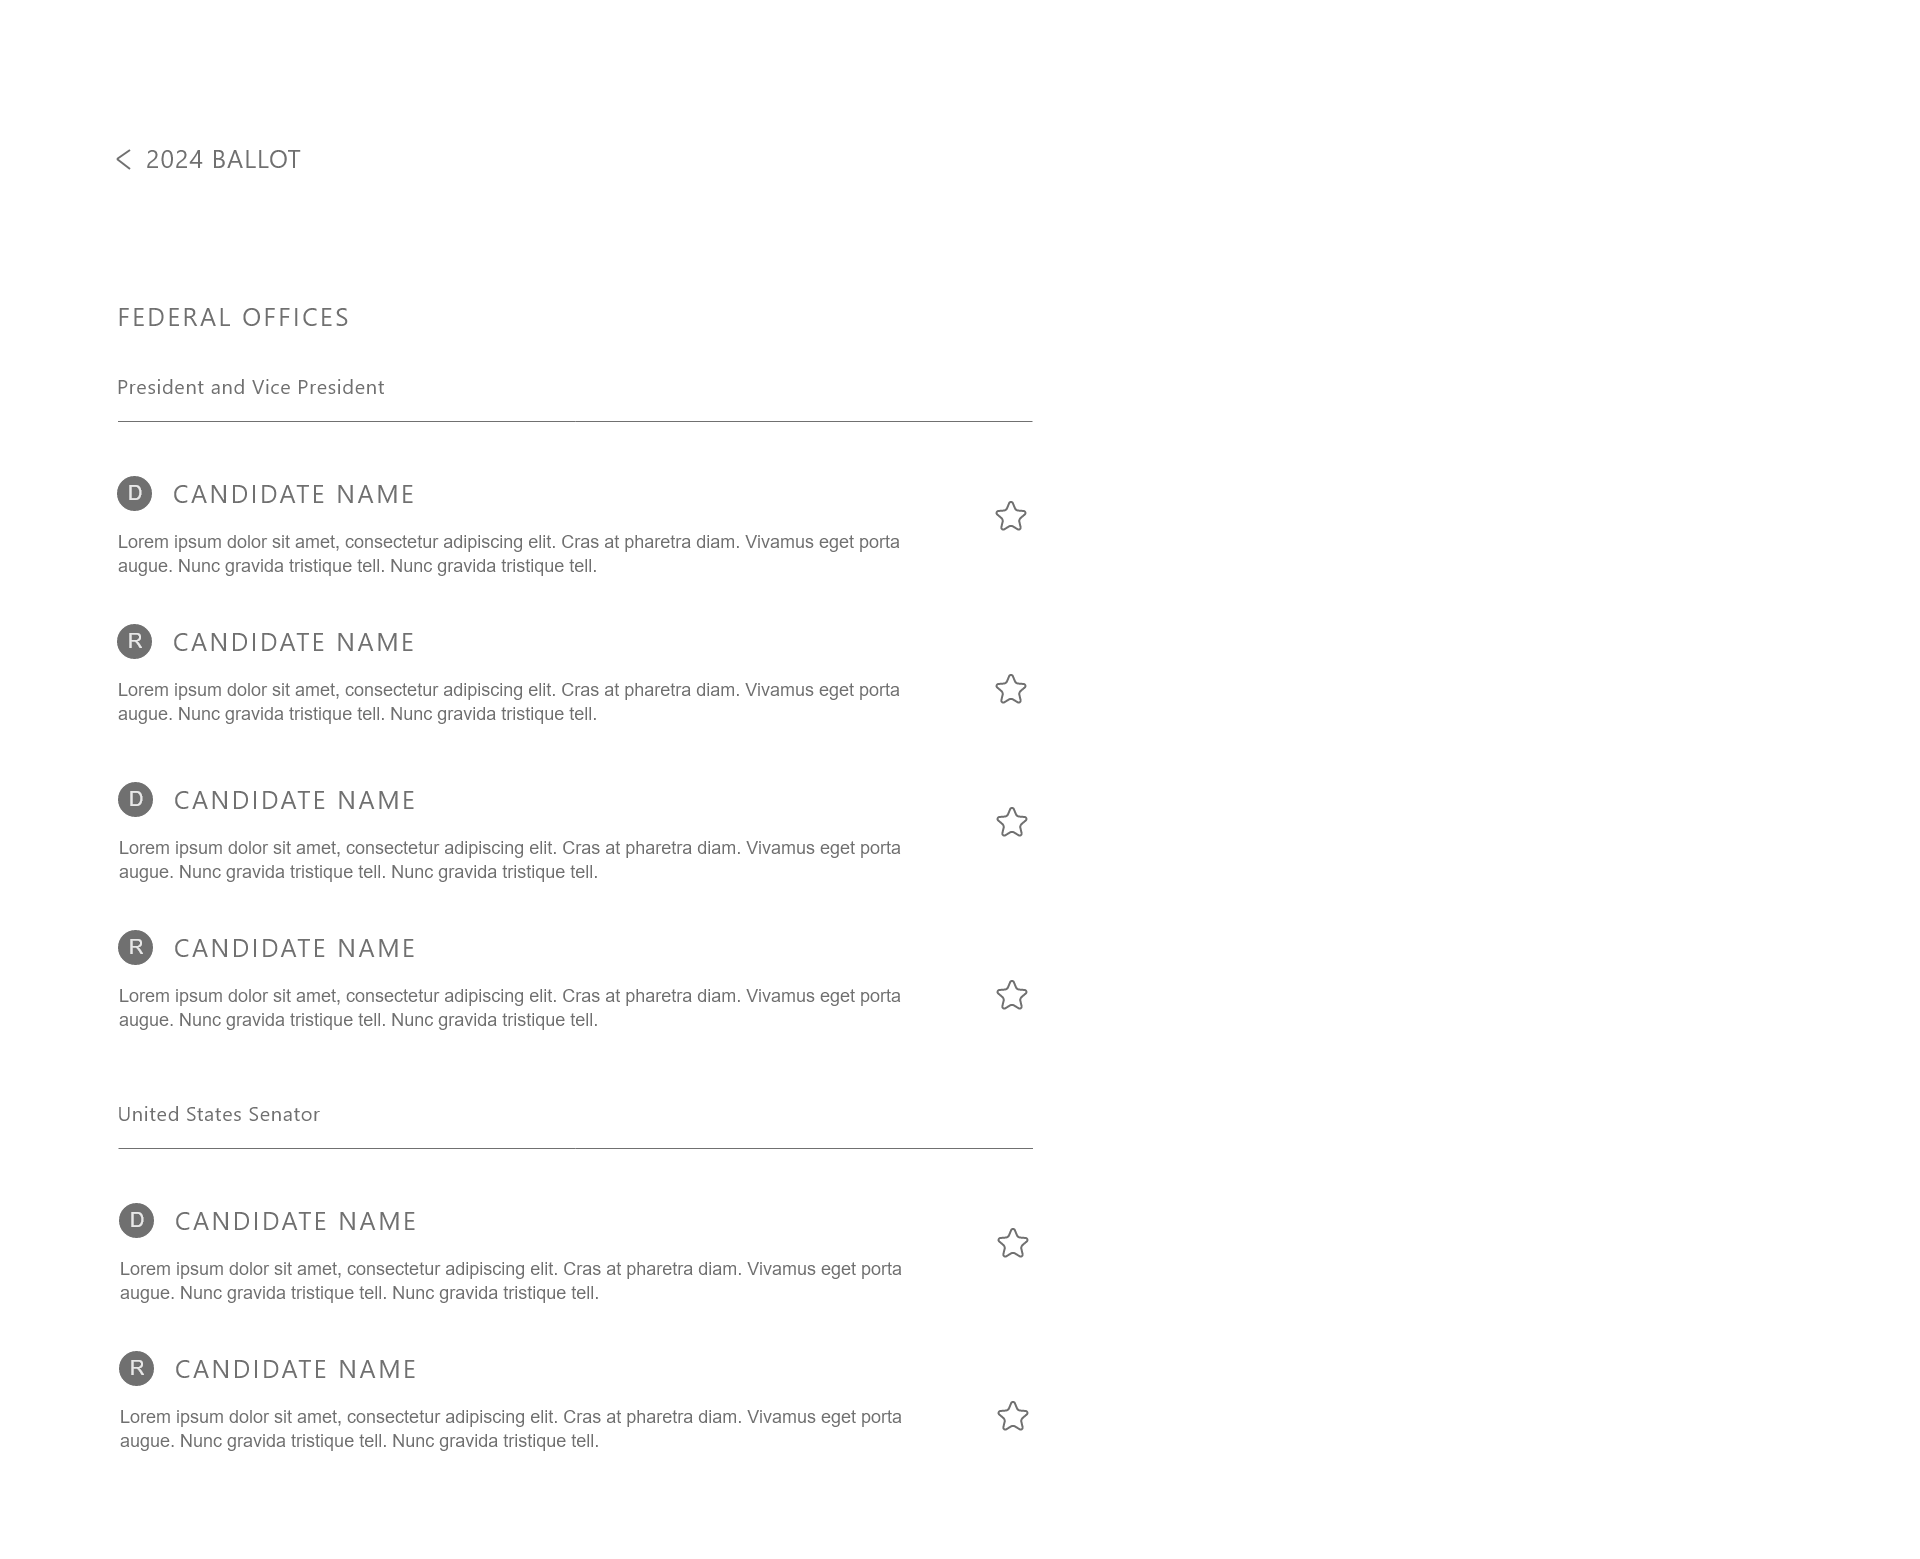 2024 BALLOT
FEDERAL OFFICES
President and Vice President
D CANDIDATE NAME
Lorem ipsum dolor sit amet, consectetur adipiscing elit. Cras at pharetra diam. Vivamus eget porta
augue. Nunc gravida tristique tell. Nunc gravida tristique tell.
R CANDIDATE NAME
Lorem ipsum dolor sit amet, consectetur adipiscing elit. Cras at pharetra diam. Vivamus eget porta
augue. Nunc gravida tristique tell. Nunc gravida tristique tell.
D CANDIDATE NAME
Lorem ipsum dolor sit amet, consectetur adipiscing elit. Cras at pharetra diam. Vivamus eget porta
augue. Nunc gravida tristique tell. Nunc gravida tristique tell.
R CANDIDATE NAME
Lorem ipsum dolor sit amet, consectetur adipiscing elit. Cras at pharetra diam. Vivamus eget porta
augue. Nunc gravida tristique tell. Nunc gravida tristique tell.
United States Senator
D CANDIDATE NAME
Lorem ipsum dolor sit amet, consectetur adipiscing elit. Cras at pharetra diam. Vivamus eget porta
augue. Nunc gravida tristique tell. Nunc gravida tristique tell.
R CANDIDATE NAME
Lorem ipsum dolor sit amet, consectetur adipiscing elit. Cras at pharetra diam. Vivamus eget porta
augue. Nunc gravida tristique tell. Nunc gravida tristique tell.